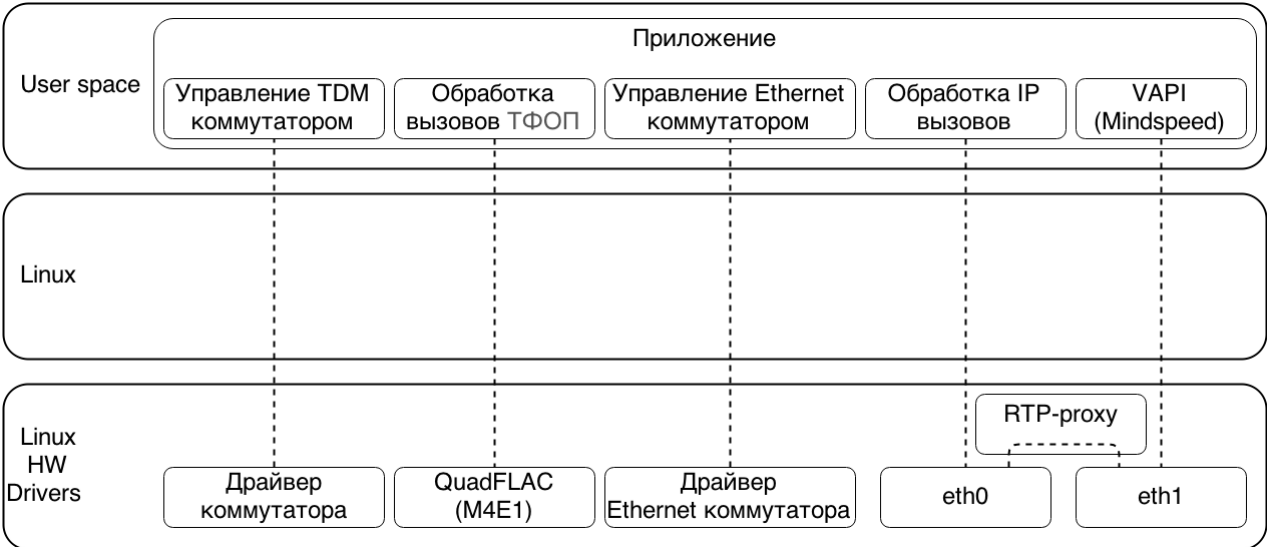 Приложение
User space
Управление TDM
коммутатором
Обработка
вызовов ТФОП
Управление Ethernet
коммутатором
Обработка IP
вызовов
VAPI
(Mindspeed)
Linux
Linux
HW
Drivers
RTP-proxy
Драйвер
коммутатора
QuadFLAC
(M4E1)
Драйвер
Ethernet коммутатора
eth0
eth1